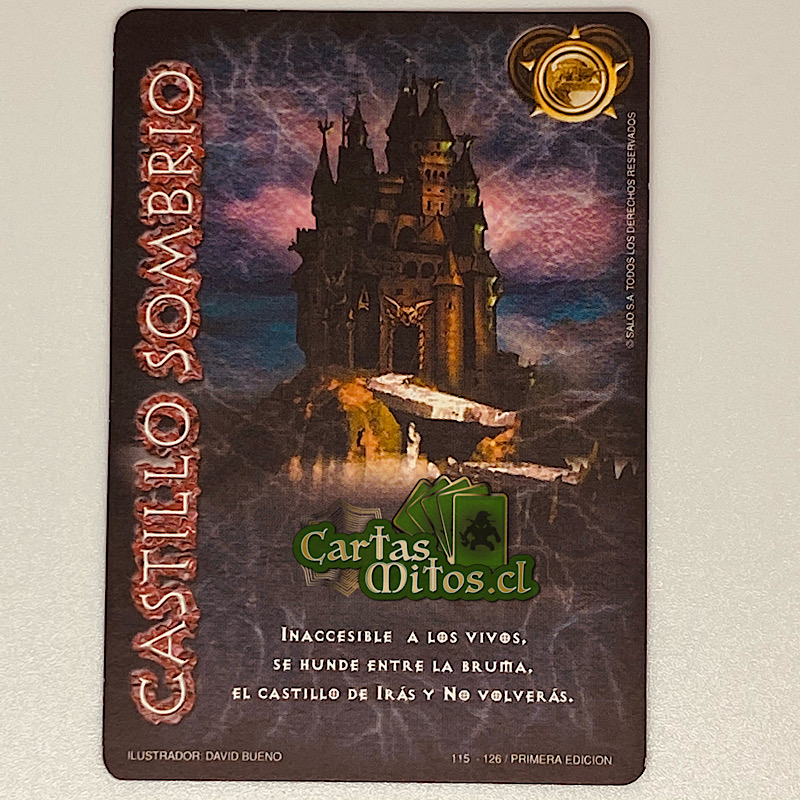 CASTILLO SOMBRIO
© SALO S.A. TODOS LOS DERECHOS RESERVADOS
Cartas
Mitos.cl
INACCESIBLE A LOS VIVOS,
SE HUNDE ENTRE LA BRUMA,
EL CASTILLO DE IRÁS Y NO VOLVERÁS.
ILUSTRADOR: DAVID BUENO
115 - 126 / PRIMERA EDICION